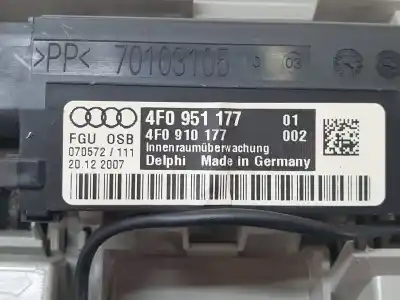 >PP< 70103105
03
4F0 951 177 01
FGU OSB 4F0 910 177 002
070572 / 111 Innenraumüberwachung
20.12.2007 Delphi Made in Germany